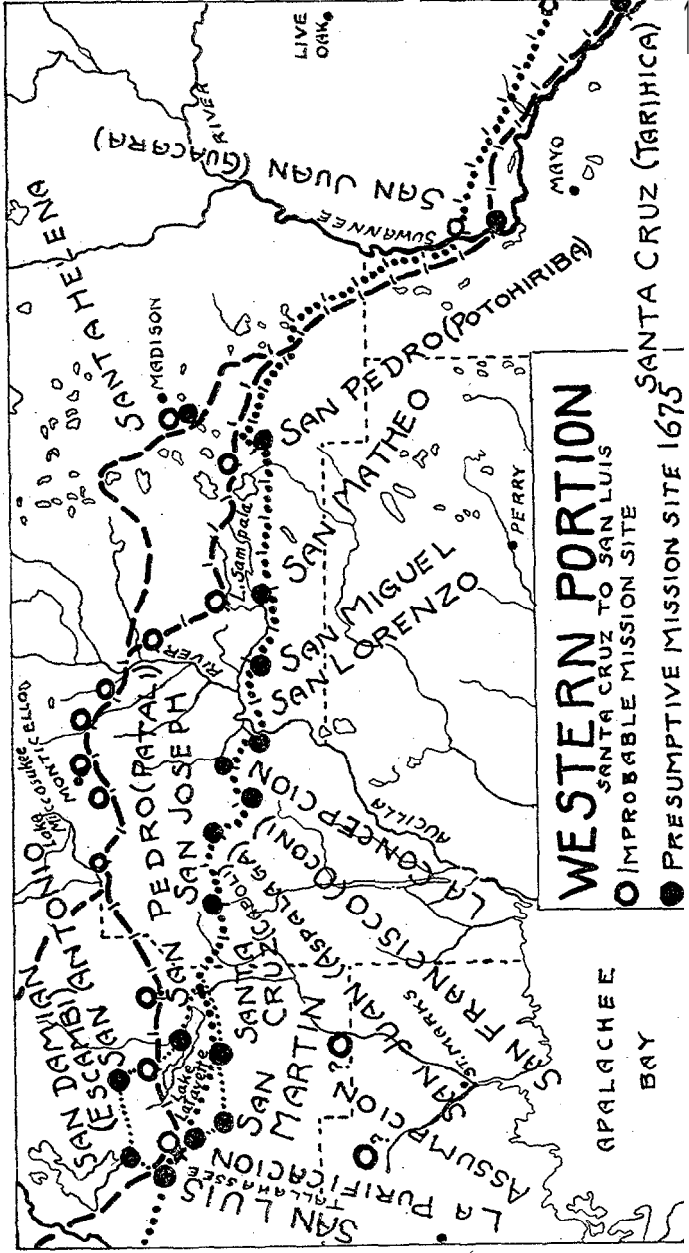 WESTERN PORTION
SANTA CRUZ TO SAN LUIS
IMPROBABLE MISSION SITE
PRESUMPTIVE MISSION SITE 1675
SAN DAMIAN
(ESCAMBI)
SAN ANTONIO
Lake
Miccosukee
MONTICELLO
SAN PEDRO (PATALI)
SAN JOSEPH
RIVER
SANTA HELENA
MADISON
L. Sampala
SAN PEDRO (POTOHIRIBA)
SAN MATHEO
SAN MIGUEL
SAN LORENZO
SAN JUAN (GUACARA)
SUWANNEE
RIVER
LIVE
OAK
MAYO
SANTA CRUZ (TARIHICA)
PERRY
LA CONCEPCION
AUCILLA
SAN FRANCISCO (OCONI)
SAN JUAN (ASPALAGA)
ST. MARKS
SANTA
CRUZ (CAPOLI)
SAN
MARTIN
Lake
Lafayette
ASSUMPCION
?
LA PURIFICACION
?
TALLAHASSEE
SAN LUIS
APALACHEE
BAY